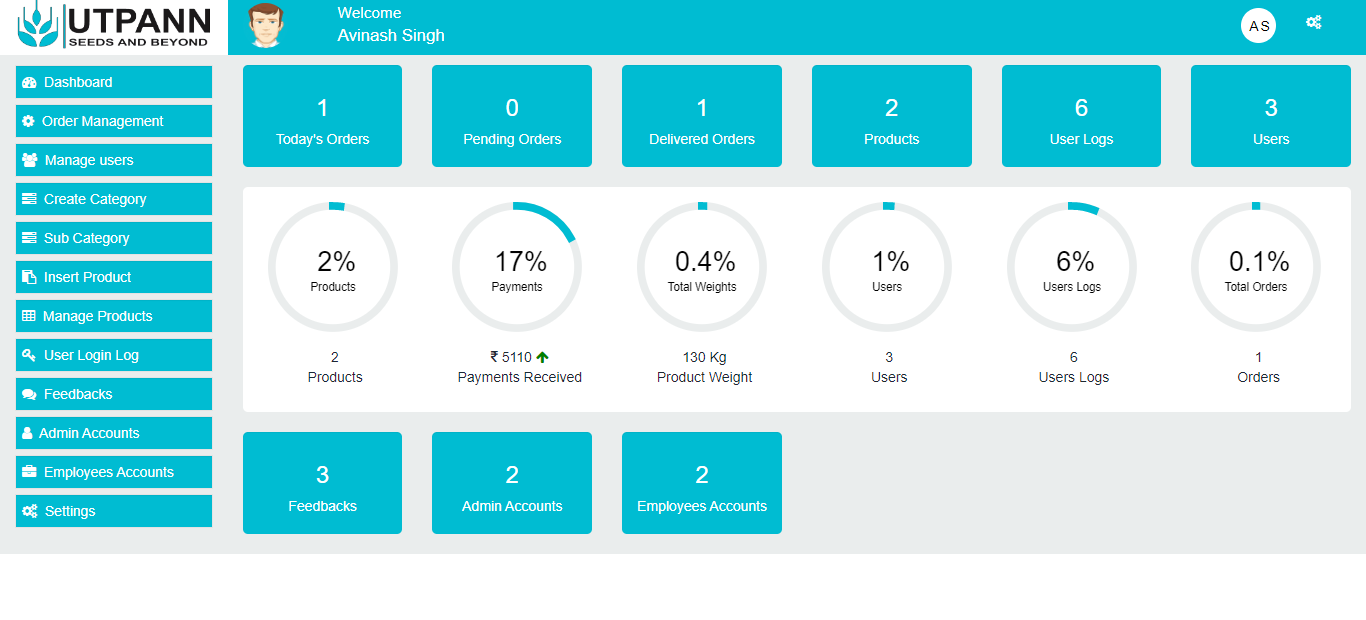 UTPANN
SEEDS AND BEYOND
Welcome
Avinash Singh
AS
Dashboard
Order Management
Manage users
Create Category
Sub Category
Insert Product
Manage Products
User Login Log
Feedbacks
Admin Accounts
Employees Accounts
Settings
1
Today's Orders
0
Pending Orders
1
Delivered Orders
2
Products
6
User Logs
3
Users
2%
Products
2
Products
17%
Payments
₹ 5110
Payments Received
0.4%
Total Weights
130 Kg
Product Weight
1%
Users
3
Users
6%
Users Logs
6
Users Logs
0.1%
Total Orders
1
Orders
3
Feedbacks
2
Admin Accounts
2
Employees Accounts